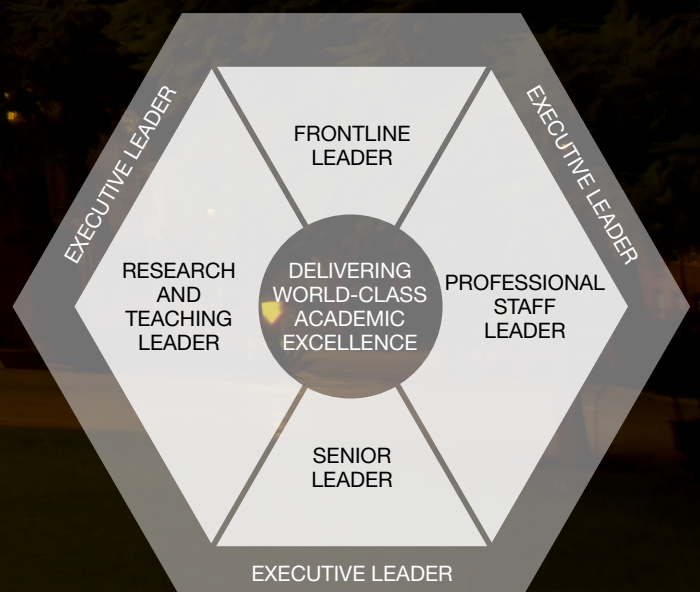 EXECUTIVE LEADER
EXECUTIVE LEADER
FRONTLINE
LEADER
RESEARCH
AND
TEACHING
LEADER
DELIVERING
WORLD-CLASS
ACADEMIC
EXCELLENCE
PROFESSIONAL
STAFF
LEADER
SENIOR
LEADER
EXECUTIVE LEADER